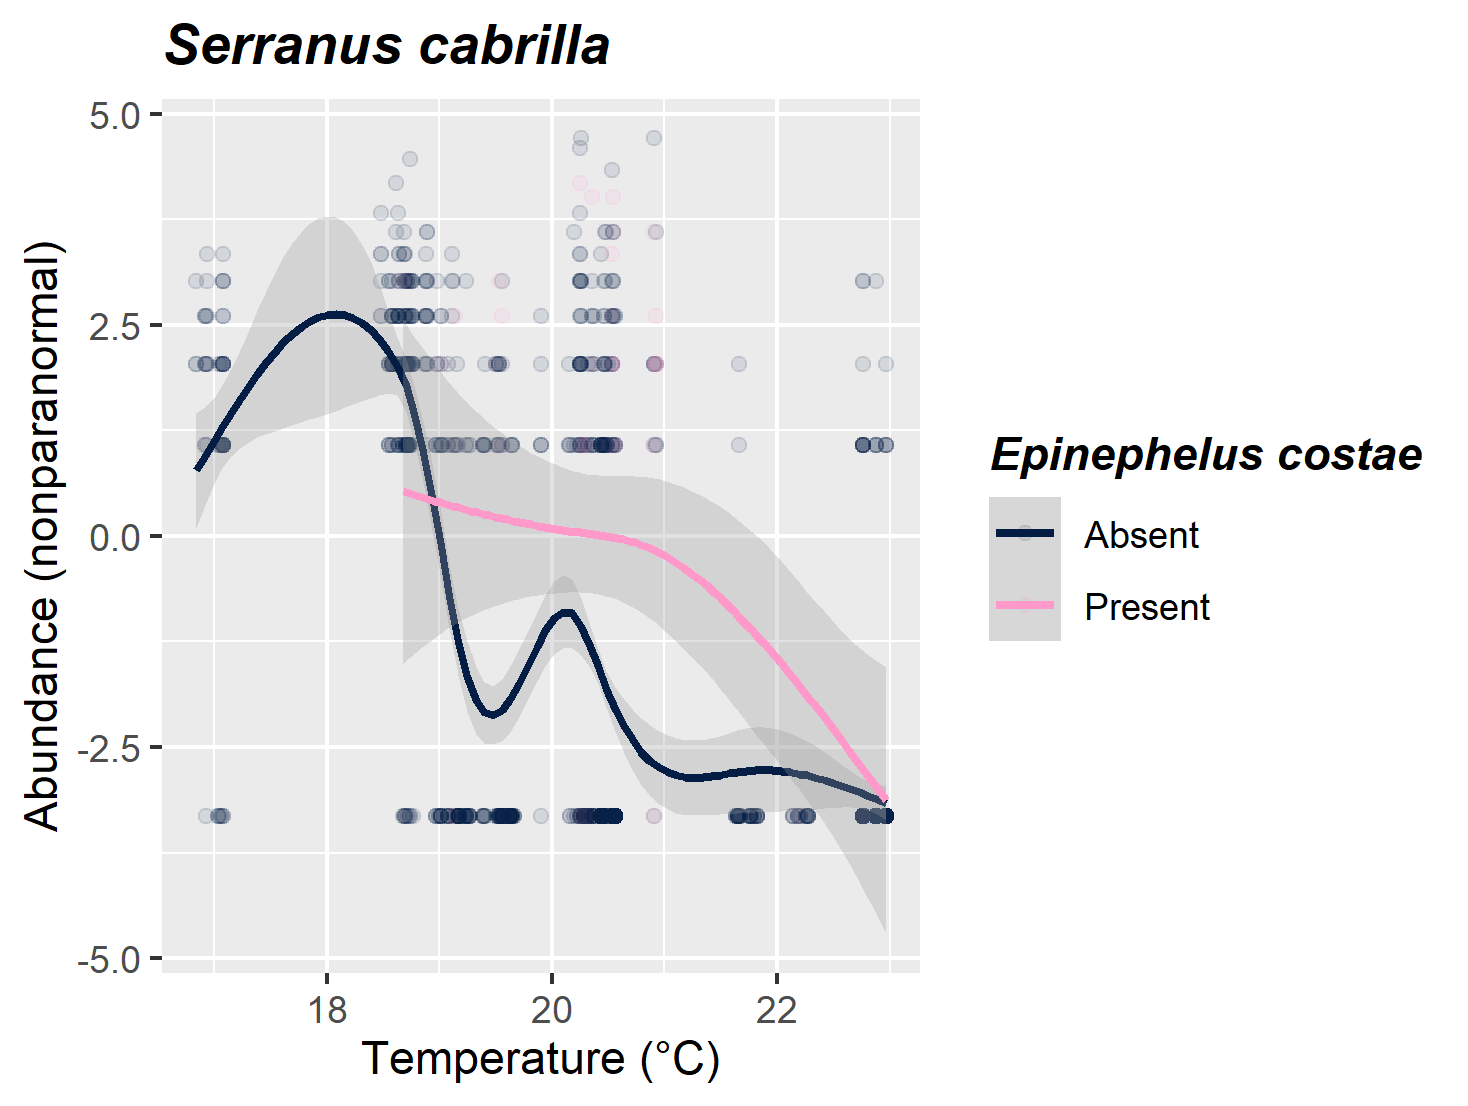 Serranus cabrilla
5.0
2.5
0.0
-2.5
-5.0
Abundance (nonparanormal)
18 20 22
Temperature (°C)
Epinephelus costae
Absent
Present